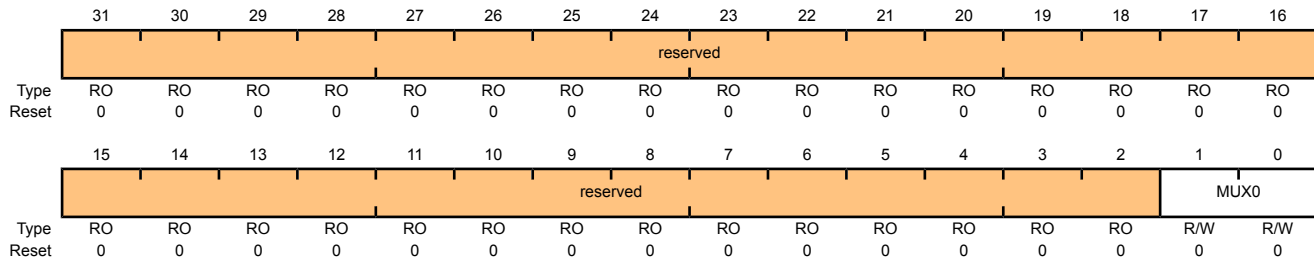 31 30 29 28 27 26 25 24 23 22 21 20 19 18 17 16
reserved
Type RO RO RO RO RO RO RO RO RO RO RO RO RO RO RO RO
Reset 0 0 0 0 0 0 0 0 0 0 0 0 0 0 0 0
15 14 13 12 11 10 9 8 7 6 5 4 3 2 1 0
reserved MUX0
Type RO RO RO RO RO RO RO RO RO RO RO RO RO RO R/W R/W
Reset 0 0 0 0 0 0 0 0 0 0 0 0 0 0 0 0